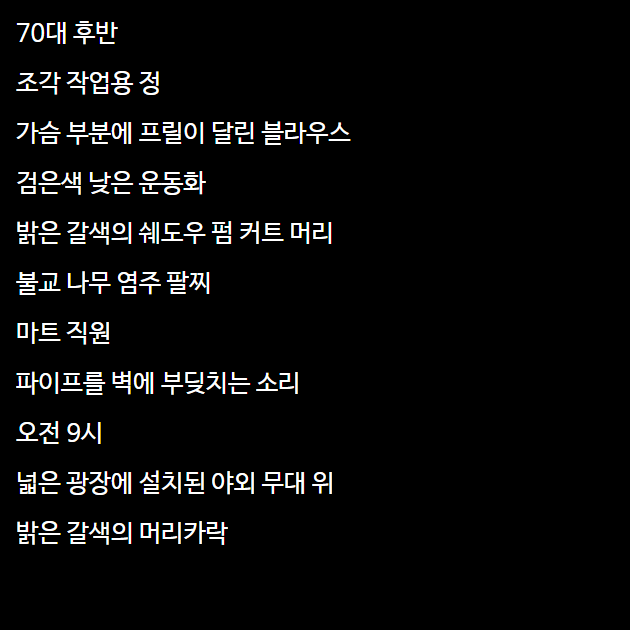 70대 후반
조각 작업용 정
가슴 부분에 프릴이 달린 블라우스
검은색 낮은 운동화
밝은 갈색의 쉐도우 펌 커트 머리
불교 나무 염주 팔찌
마트 직원
파이프를 벽에 부딪치는 소리
오전 9시
넓은 광장에 설치된 야외 무대 위
밝은 갈색의 머리카락